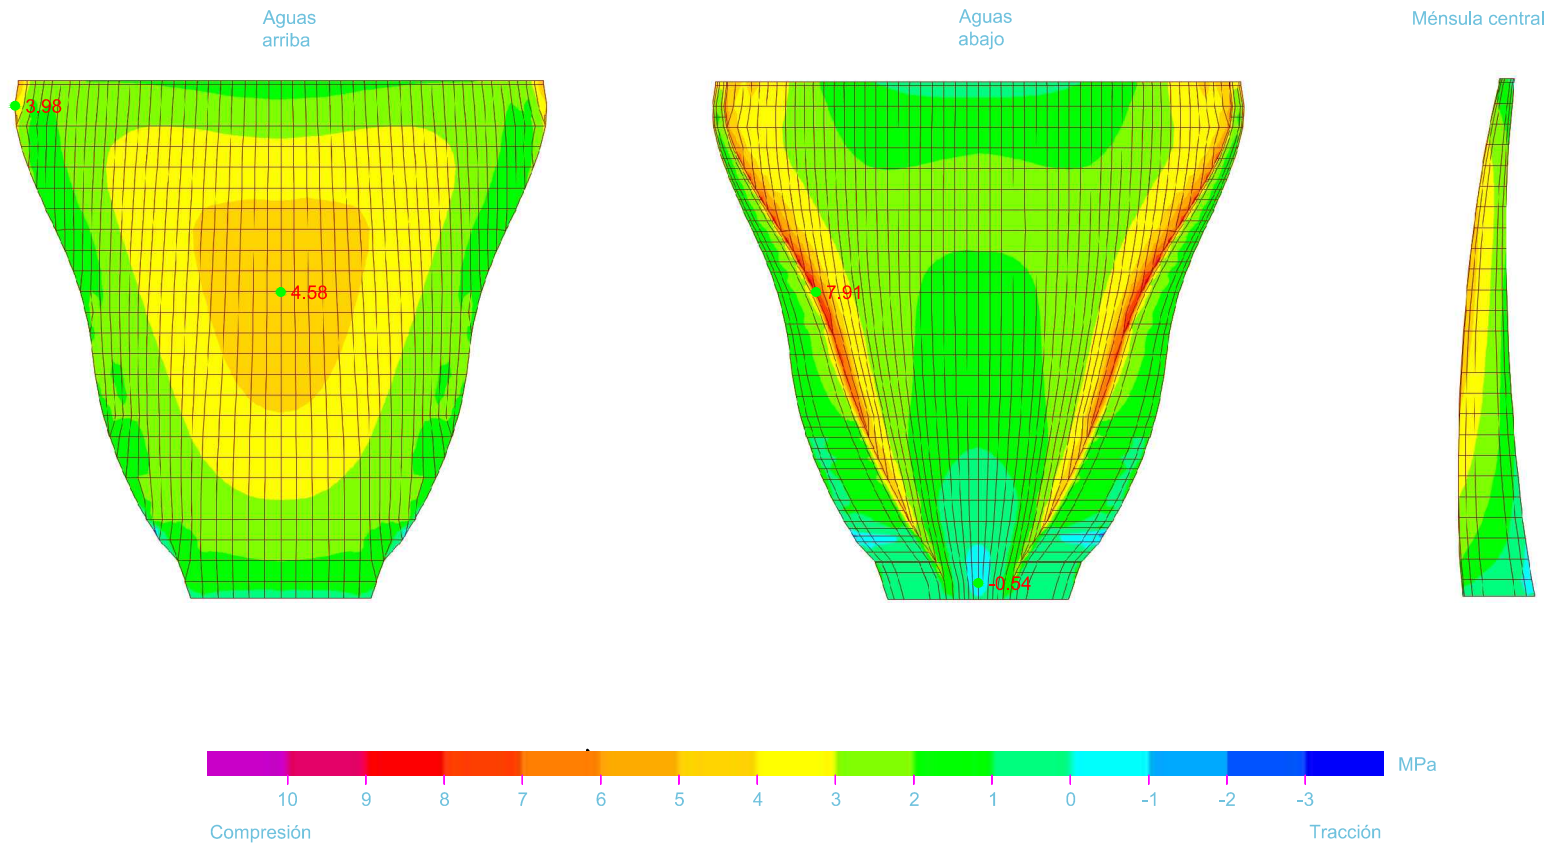 Aguas
arriba
Aguas
abajo
Ménsula central
3.98
4.58
7.91
-0.54
MPa
10 9 8 7 6 5 4 3 2 1 0 -1 -2 -3
Compresión Tracción